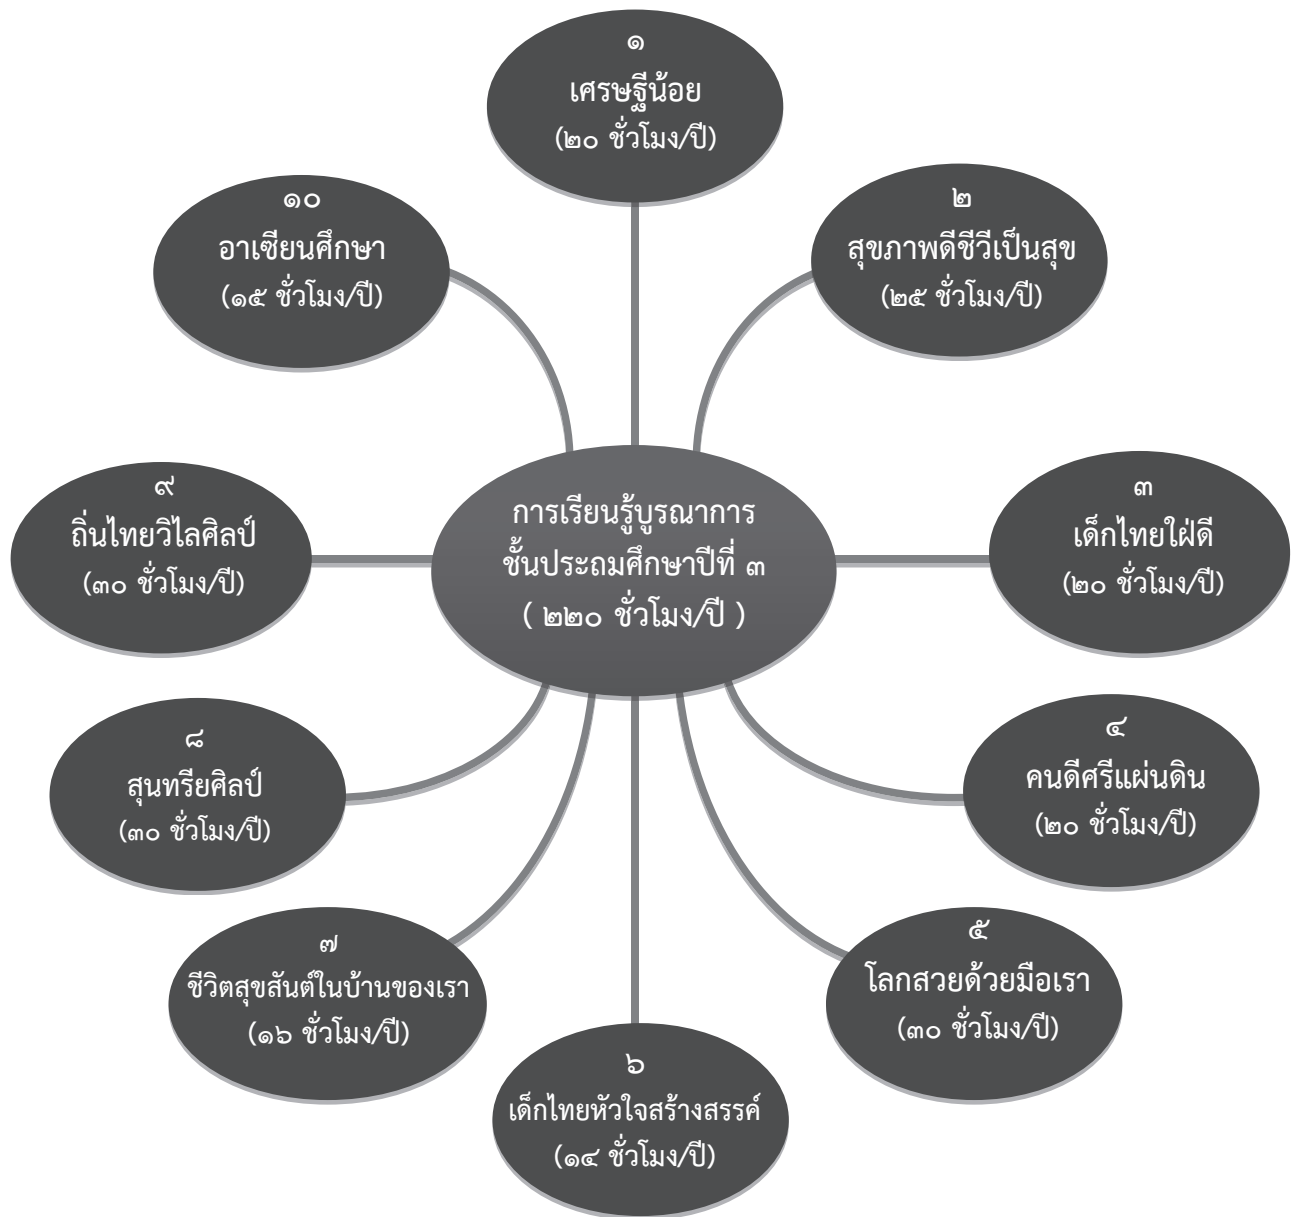 ๑
เศรษฐีน้อย
(๒๐ ชั่วโมง/ปี)
๒
สุขภาพดีชีวีเป็นสุข
(๒๕ ชั่วโมง/ปี)
๓
เด็กไทยใฝ่ดี
(๒๐ ชั่วโมง/ปี)
๔
คนดีศรีแผ่นดิน
(๒๐ ชั่วโมง/ปี)
๕
โลกสวยด้วยมือเรา
(๓๐ ชั่วโมง/ปี)
๖
เด็กไทยหัวใจสร้างสรรค์
(๑๔ ชั่วโมง/ปี)
๗
ชีวิตสุขสันต์ในบ้านของเรา
(๑๖ ชั่วโมง/ปี)
๘
สุนทรียศิลป์
(๓๐ ชั่วโมง/ปี)
๙
ถิ่นไทยวิไลศิลป์
(๓๐ ชั่วโมง/ปี)
๑๐
อาเซียนศึกษา
(๑๕ ชั่วโมง/ปี)
การเรียนรู้บูรณาการ
ชั้นประถมศึกษาปีที่ ๓
( ๒๒๐ ชั่วโมง/ปี )